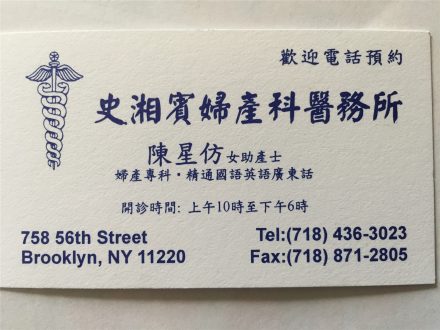 歡迎電話預約
史湘賓婦產科醫務所
陳星仿女助產士
婦產專科・精通國語英語廣東話
開診時間: 上午10時至下午6時
758 56th Street
Brooklyn, NY 11220
Tel:(718) 436-3023
Fax:(718) 871-2805